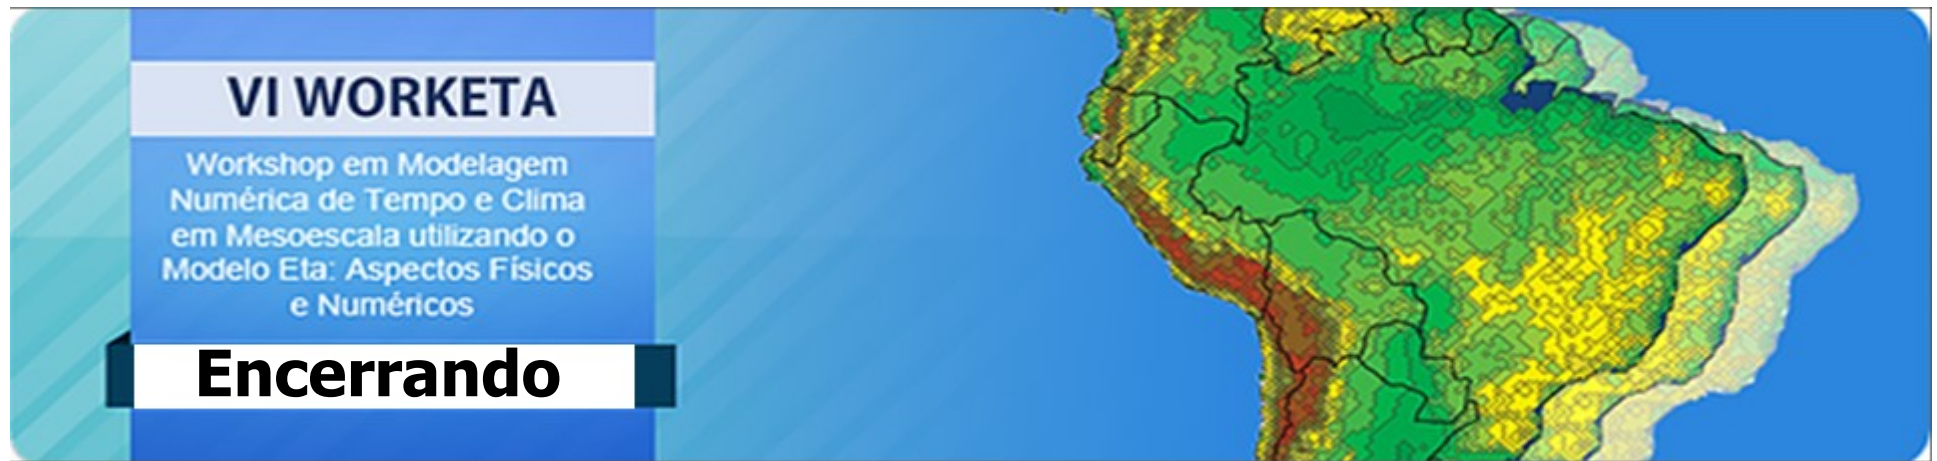 VI WORKETA
Workshop em Modelagem
Numérica de Tempo e Clima
em Mesoescala utilizando o
Modelo Eta: Aspectos Físicos
e Numéricos
Encerrando